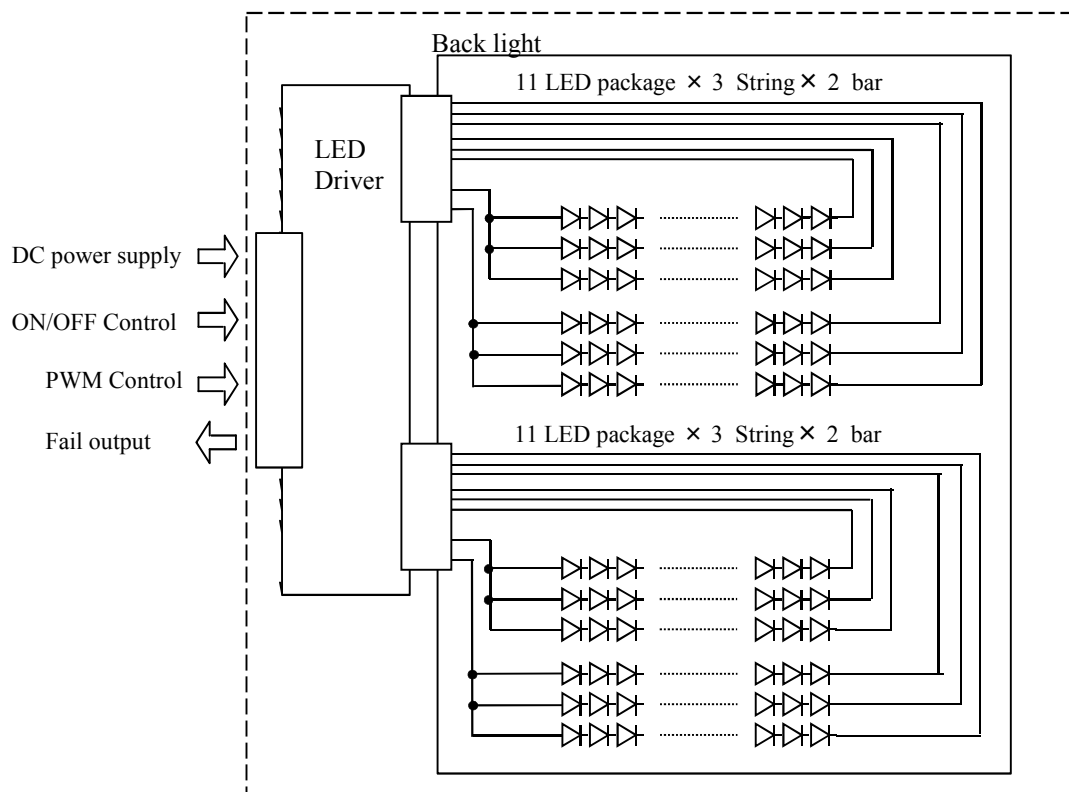 Back light
11 LED package × 3 String × 2 bar
LED
Driver
DC power supply
ON/OFF Control
PWM Control
Fail output
11 LED package × 3 String × 2 bar